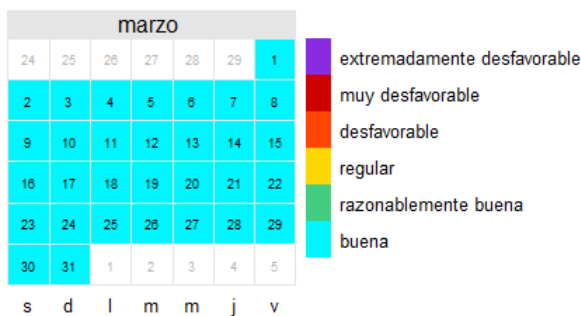 marzo
24 25 26 27 28 29 1
2 3 4 5 6 7 8
9 10 11 12 13 14 15
16 17 18 19 20 21 22
23 24 25 26 27 28 29
30 31 1 2 3 4 5
s d l m m j v
extremadamente desfavorable
muy desfavorable
desfavorable
regular
razonablemente buena
buena